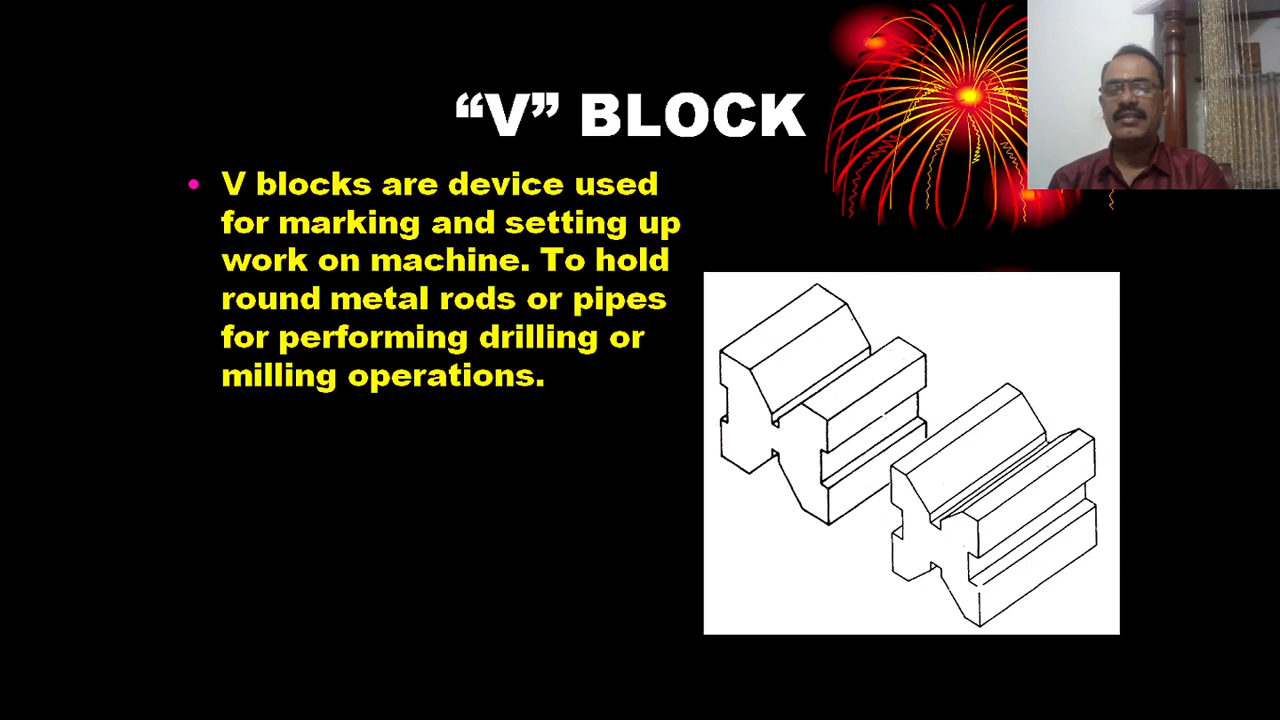 “V” BLOCK
• V blocks are device used
for marking and setting up
work on machine. To hold
round metal rods or pipes
for performing drilling or
milling operations.